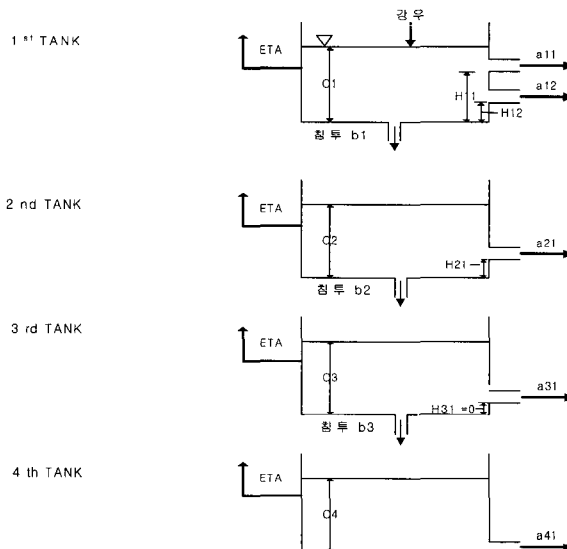 강우
1 st TANK
ETA
C1
H11
a11
a12
H12
침투 b1
2 nd TANK
ETA
C2
H21
a21
침투 b2
3 rd TANK
ETA
C3
H31 =0
a31
침투 b3
4 th TANK
ETA
C4
a41